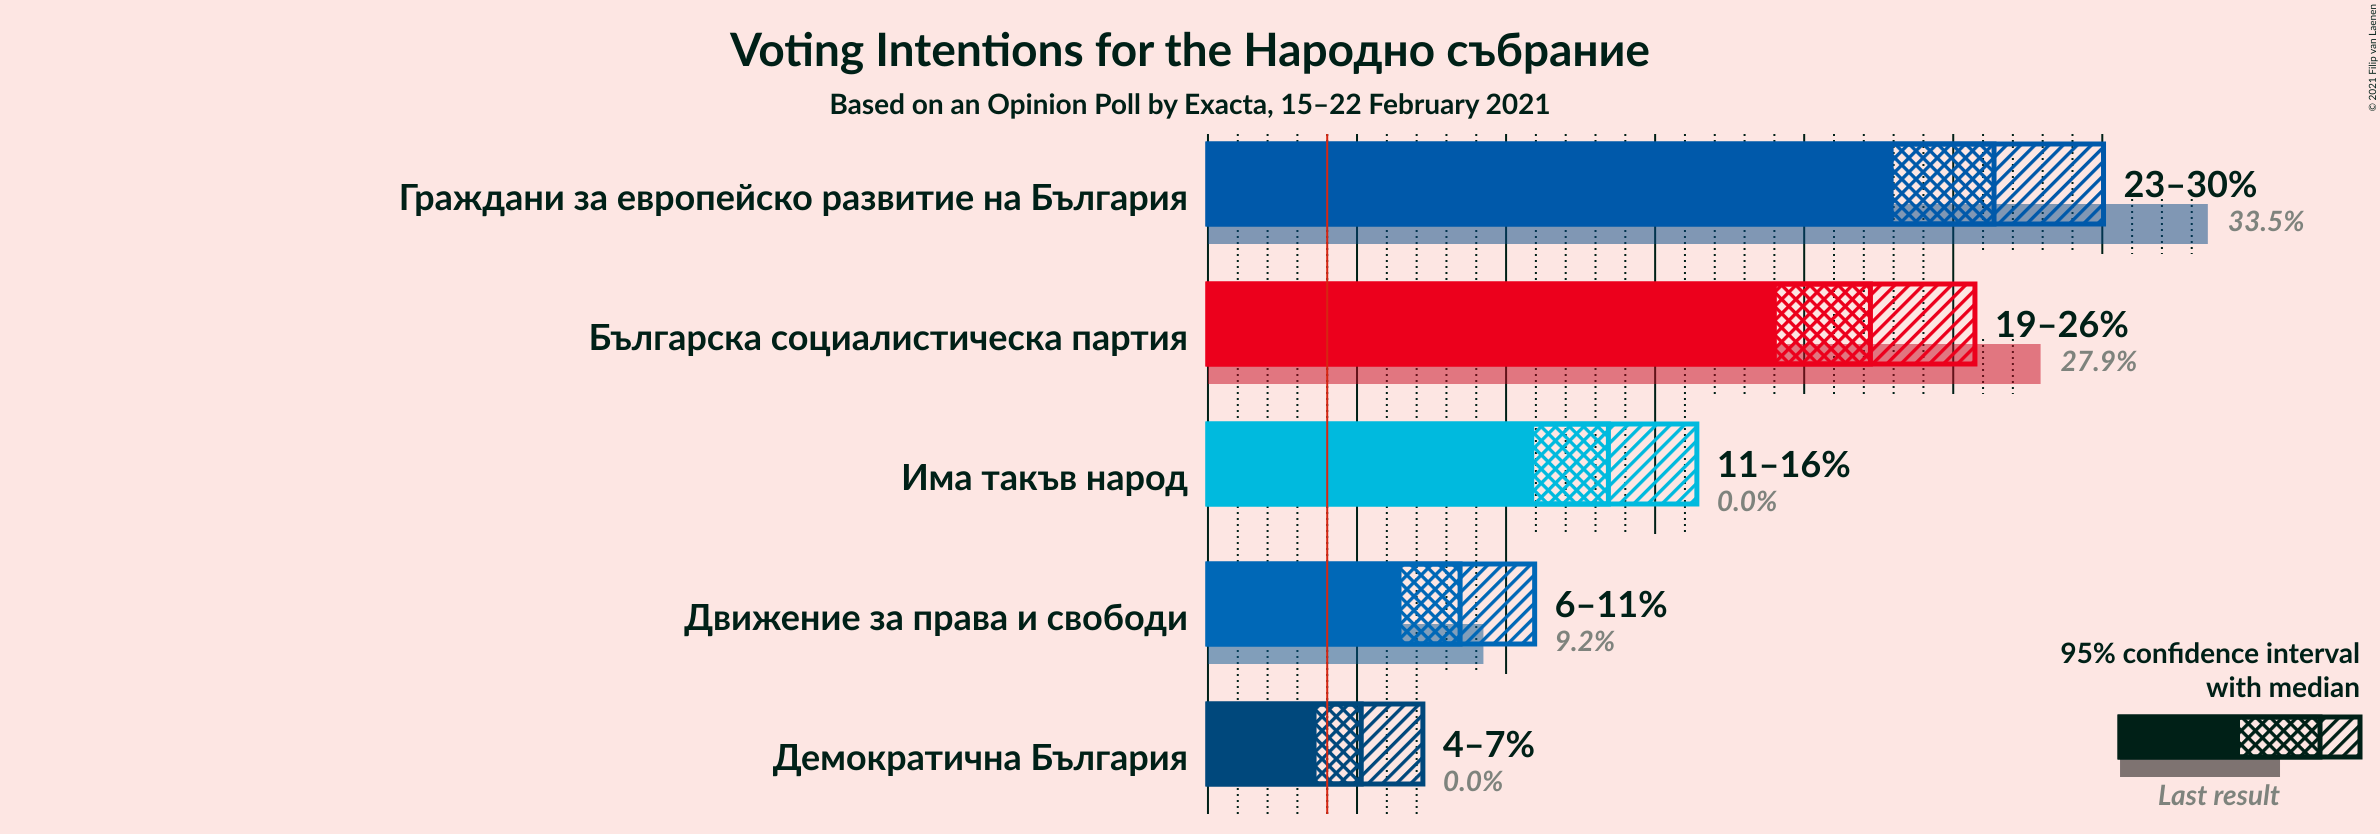 Voting Intentions for the Народно събрание
Based on an Opinion Poll by Exacta, 15–22 February 2021
© 2021 Filip van Laenen
Граждани за европейско развитие на България
23–30%
33.5%
Българска социалистическа партия
19–26%
27.9%
Има такъв народ
11–16%
0.0%
Движение за права и свободи
6–11%
9.2%
Демократична България
4–7%
0.0%
95% confidence interval
with median
Last result